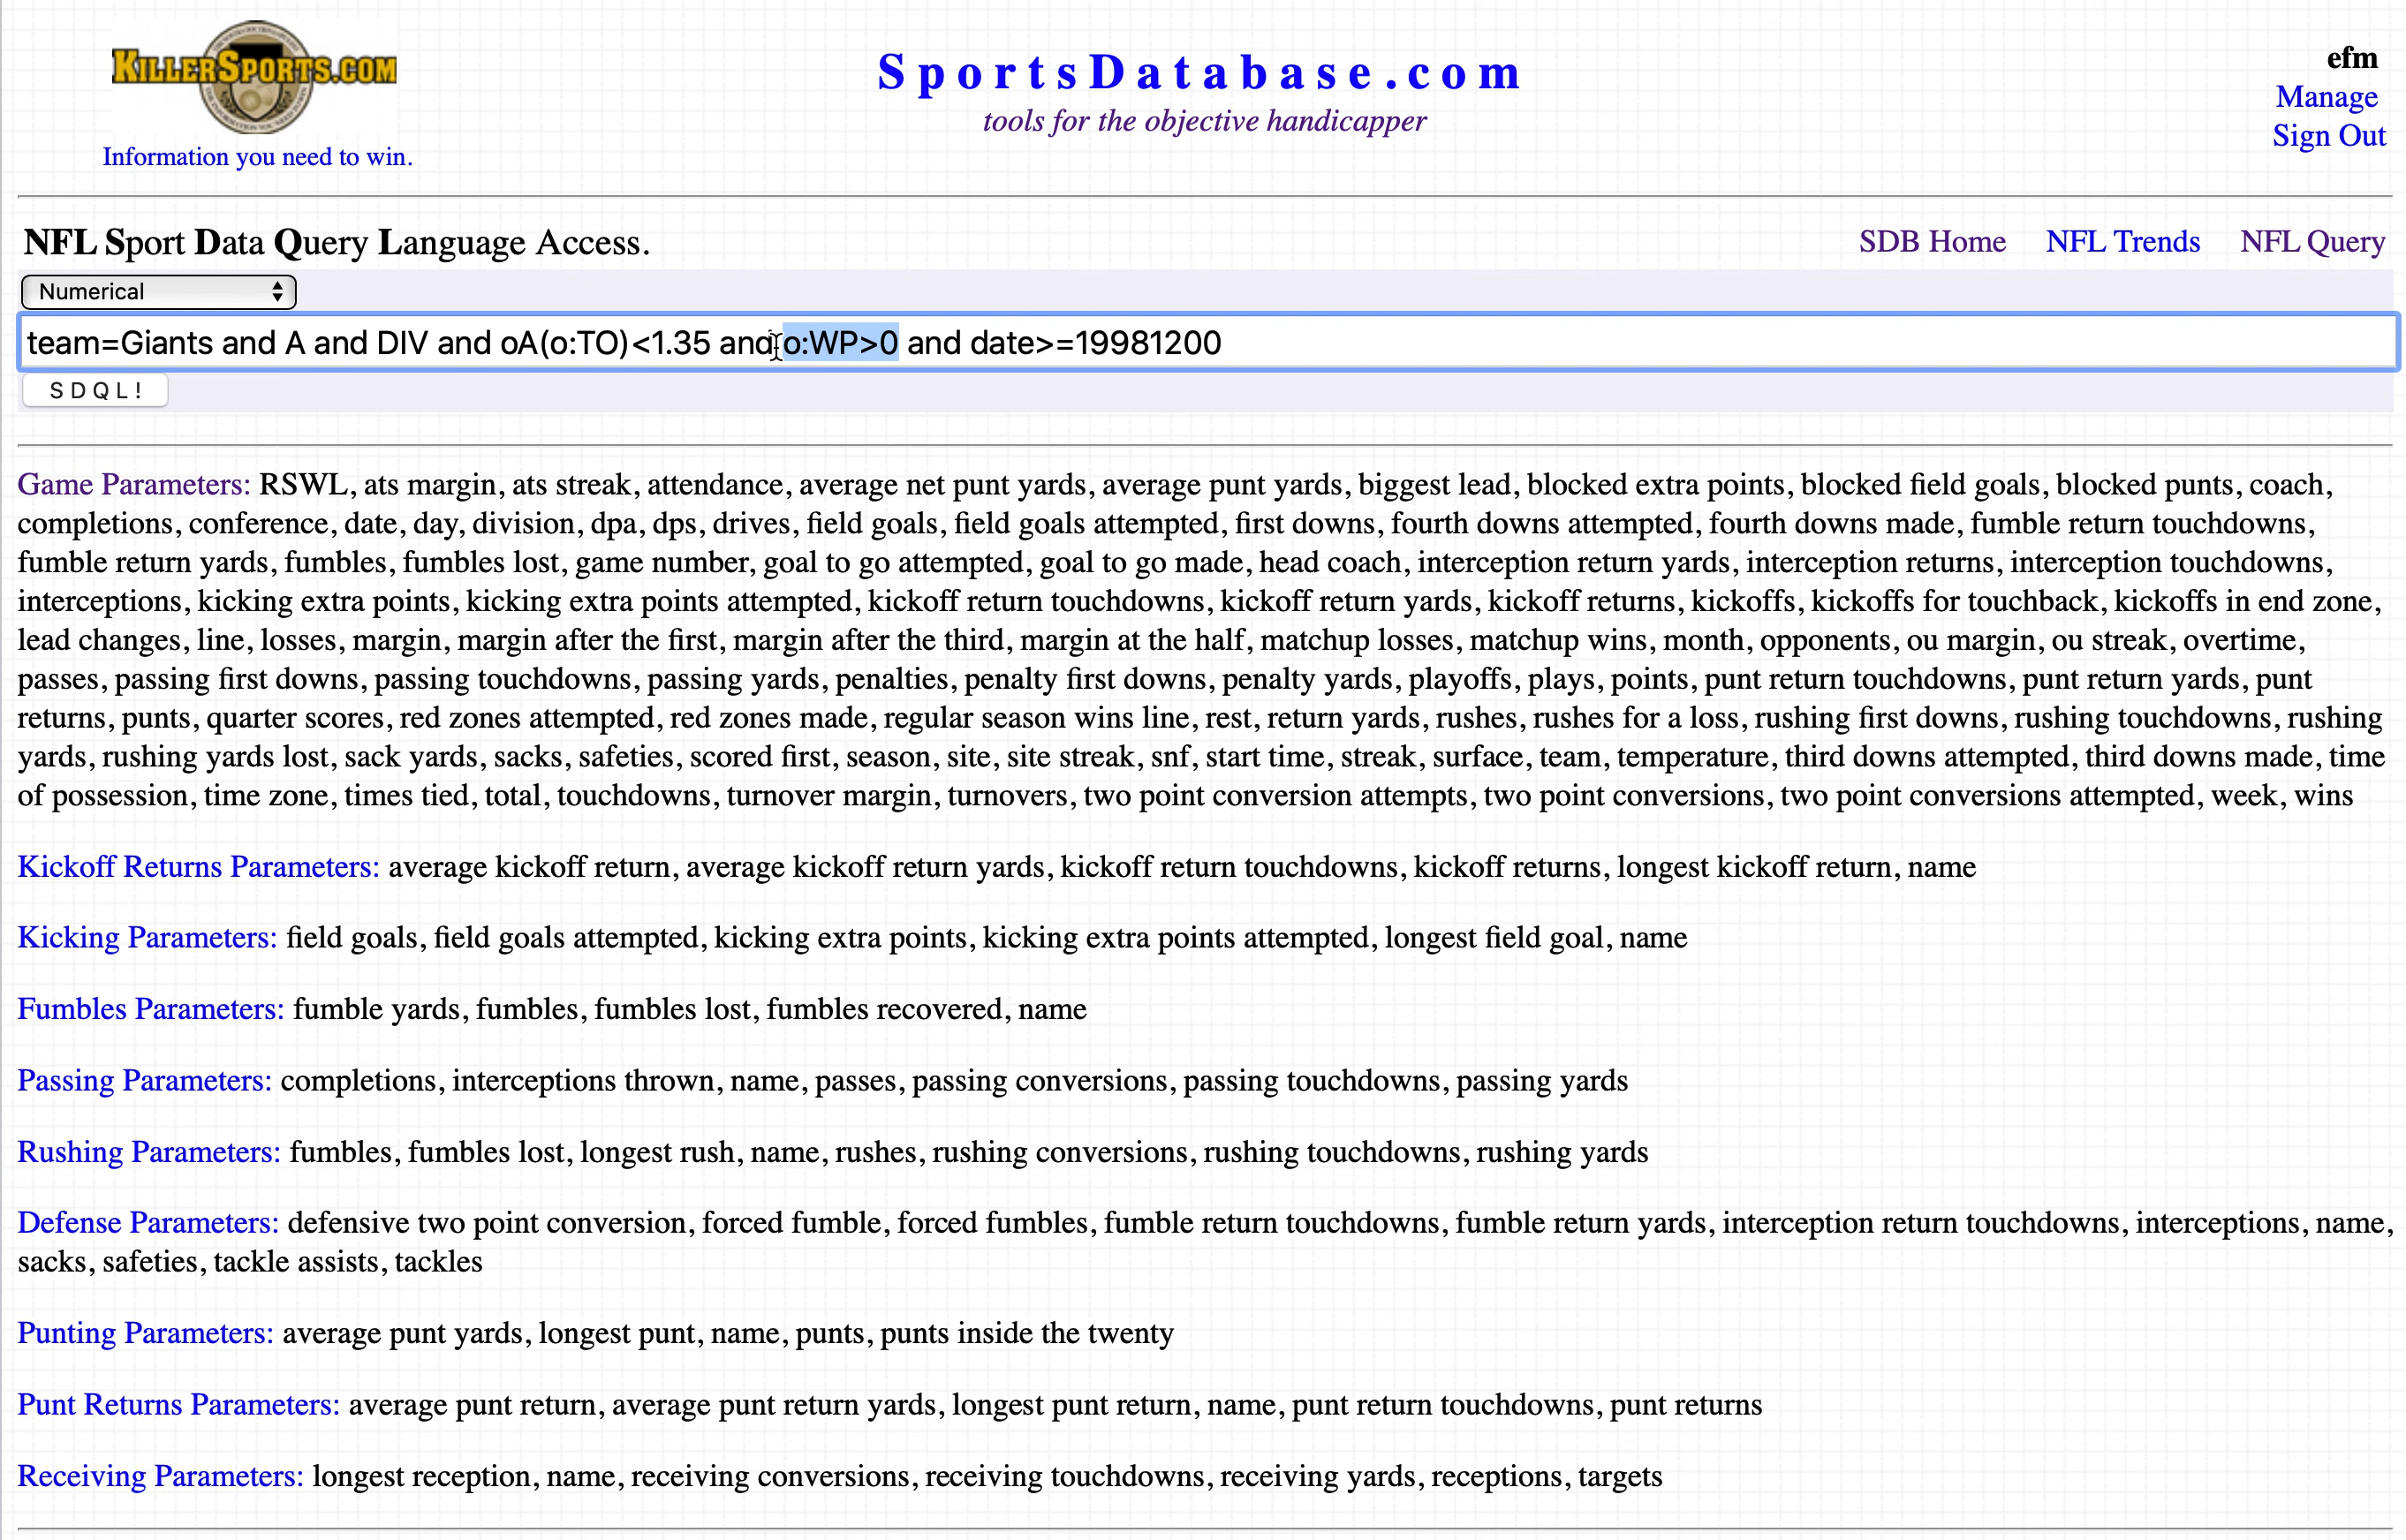 KILLERSPORTS.COM
Information you need to win.
SportsDatabase.com
tools for the objective handicapper
efm
Manage
Sign Out
NFL Sport Data Query Language Access.
SDB Home NFL Trends NFL Query
Numerical
team=Giants and A and DIV and oA(o:TO)<1.35 and o:WP>0 and date>=19981200
S D Q L !
Game Parameters: RSWL, ats margin, ats streak, attendance, average net punt yards, average punt yards, biggest lead, blocked extra points, blocked field goals, blocked punts, coach,
completions, conference, date, day, division, dpa, dps, drives, field goals, field goals attempted, first downs, fourth downs attempted, fourth downs made, fumble return touchdowns,
fumble return yards, fumbles, fumbles lost, game number, goal to go attempted, goal to go made, head coach, interception return yards, interception returns, interception touchdowns,
interceptions, kicking extra points, kicking extra points attempted, kickoff return touchdowns, kickoff return yards, kickoff returns, kickoffs, kickoffs for touchback, kickoffs in end zone,
lead changes, line, losses, margin, margin after the first, margin after the third, margin at the half, matchup losses, matchup wins, month, opponents, ou margin, ou streak, overtime,
passes, passing first downs, passing touchdowns, passing yards, penalties, penalty first downs, penalty yards, playoffs, plays, points, punt return touchdowns, punt return yards, punt
returns, punts, quarter scores, red zones attempted, red zones made, regular season wins line, rest, return yards, rushes, rushes for a loss, rushing first downs, rushing touchdowns, rushing
yards, rushing yards lost, sack yards, sacks, safeties, scored first, season, site, site streak, snf, start time, streak, surface, team, temperature, third downs attempted, third downs made, time
of possession, time zone, times tied, total, touchdowns, turnover margin, turnovers, two point conversion attempts, two point conversions, two point conversions attempted, week, wins
Kickoff Returns Parameters: average kickoff return, average kickoff return yards, kickoff return touchdowns, kickoff returns, longest kickoff return, name
Kicking Parameters: field goals, field goals attempted, kicking extra points, kicking extra points attempted, longest field goal, name
Fumbles Parameters: fumble yards, fumbles, fumbles lost, fumbles recovered, name
Passing Parameters: completions, interceptions thrown, name, passes, passing conversions, passing touchdowns, passing yards
Rushing Parameters: fumbles, fumbles lost, longest rush, name, rushes, rushing conversions, rushing touchdowns, rushing yards
Defense Parameters: defensive two point conversion, forced fumble, forced fumbles, fumble return touchdowns, fumble return yards, interception return touchdowns, interceptions, name,
sacks, safeties, tackle assists, tackles
Punting Parameters: average punt yards, longest punt, name, punts, punts inside the twenty
Punt Returns Parameters: average punt return, average punt return yards, longest punt return, name, punt return touchdowns, punt returns
Receiving Parameters: longest reception, name, receiving conversions, receiving touchdowns, receiving yards, receptions, targets